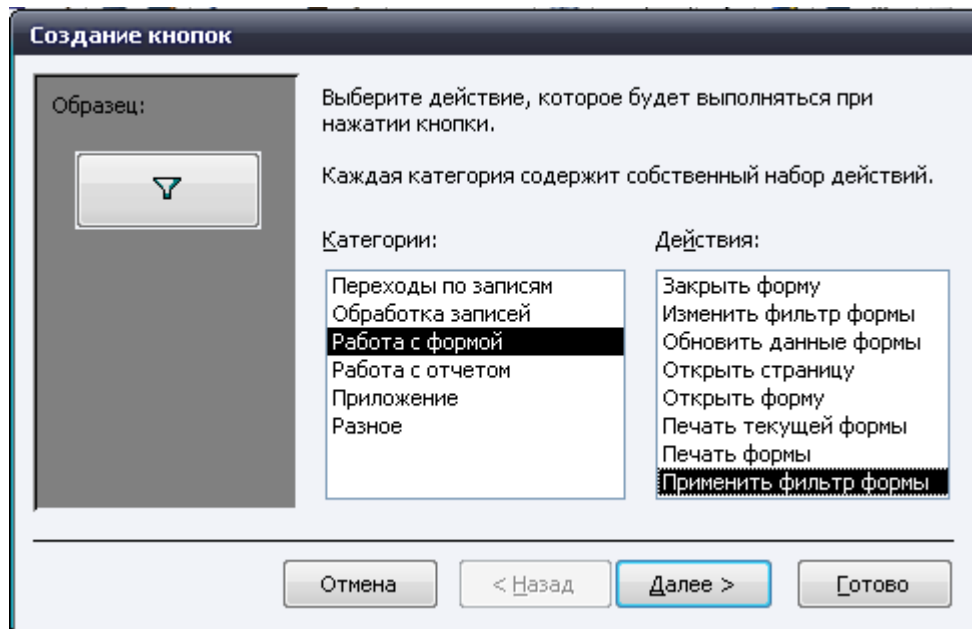 Создание кнопок
Образец:
Выберите действие, которое будет выполняться при
нажатии кнопки.
Каждая категория содержит собственный набор действий.
Категории:
Переходы по записям
Обработка записей
Работа с формой
Работа с отчетом
Приложение
Разное
Действия:
Закрыть форму
Изменить фильтр формы
Обновить данные формы
Открыть страницу
Открыть форму
Печать текущей формы
Печать формы
Применить фильтр формы
Отмена
< Назад
Далее >
Готово